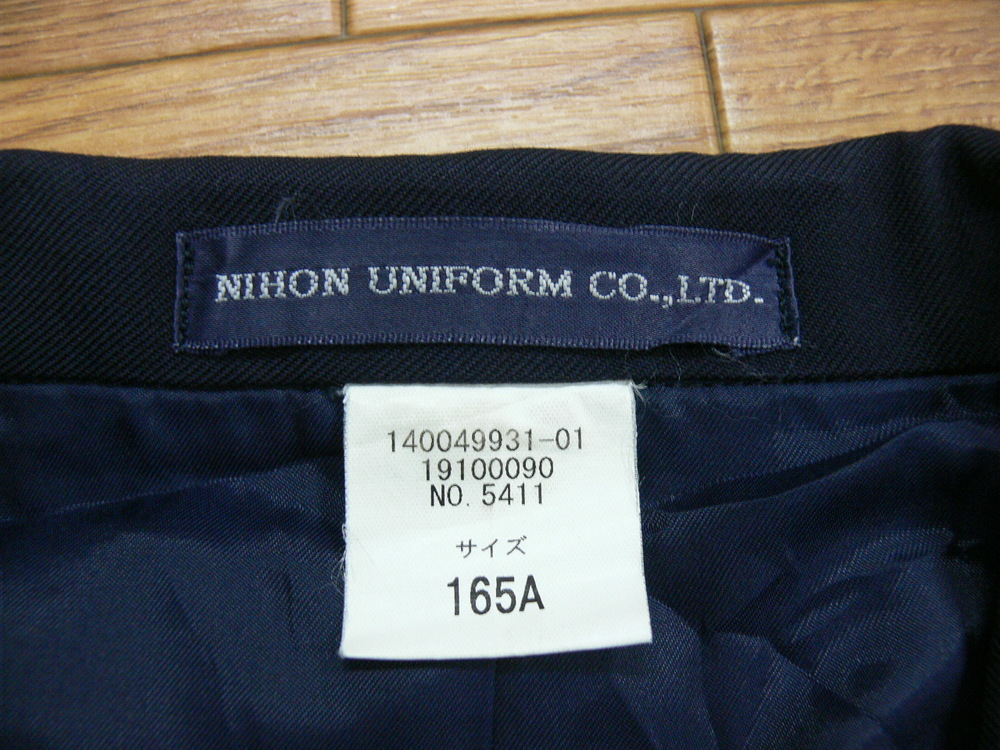 NIHON UNIFORM CO.,LTD.
140049931-01
19100090
NO. 5411
サイズ
165A